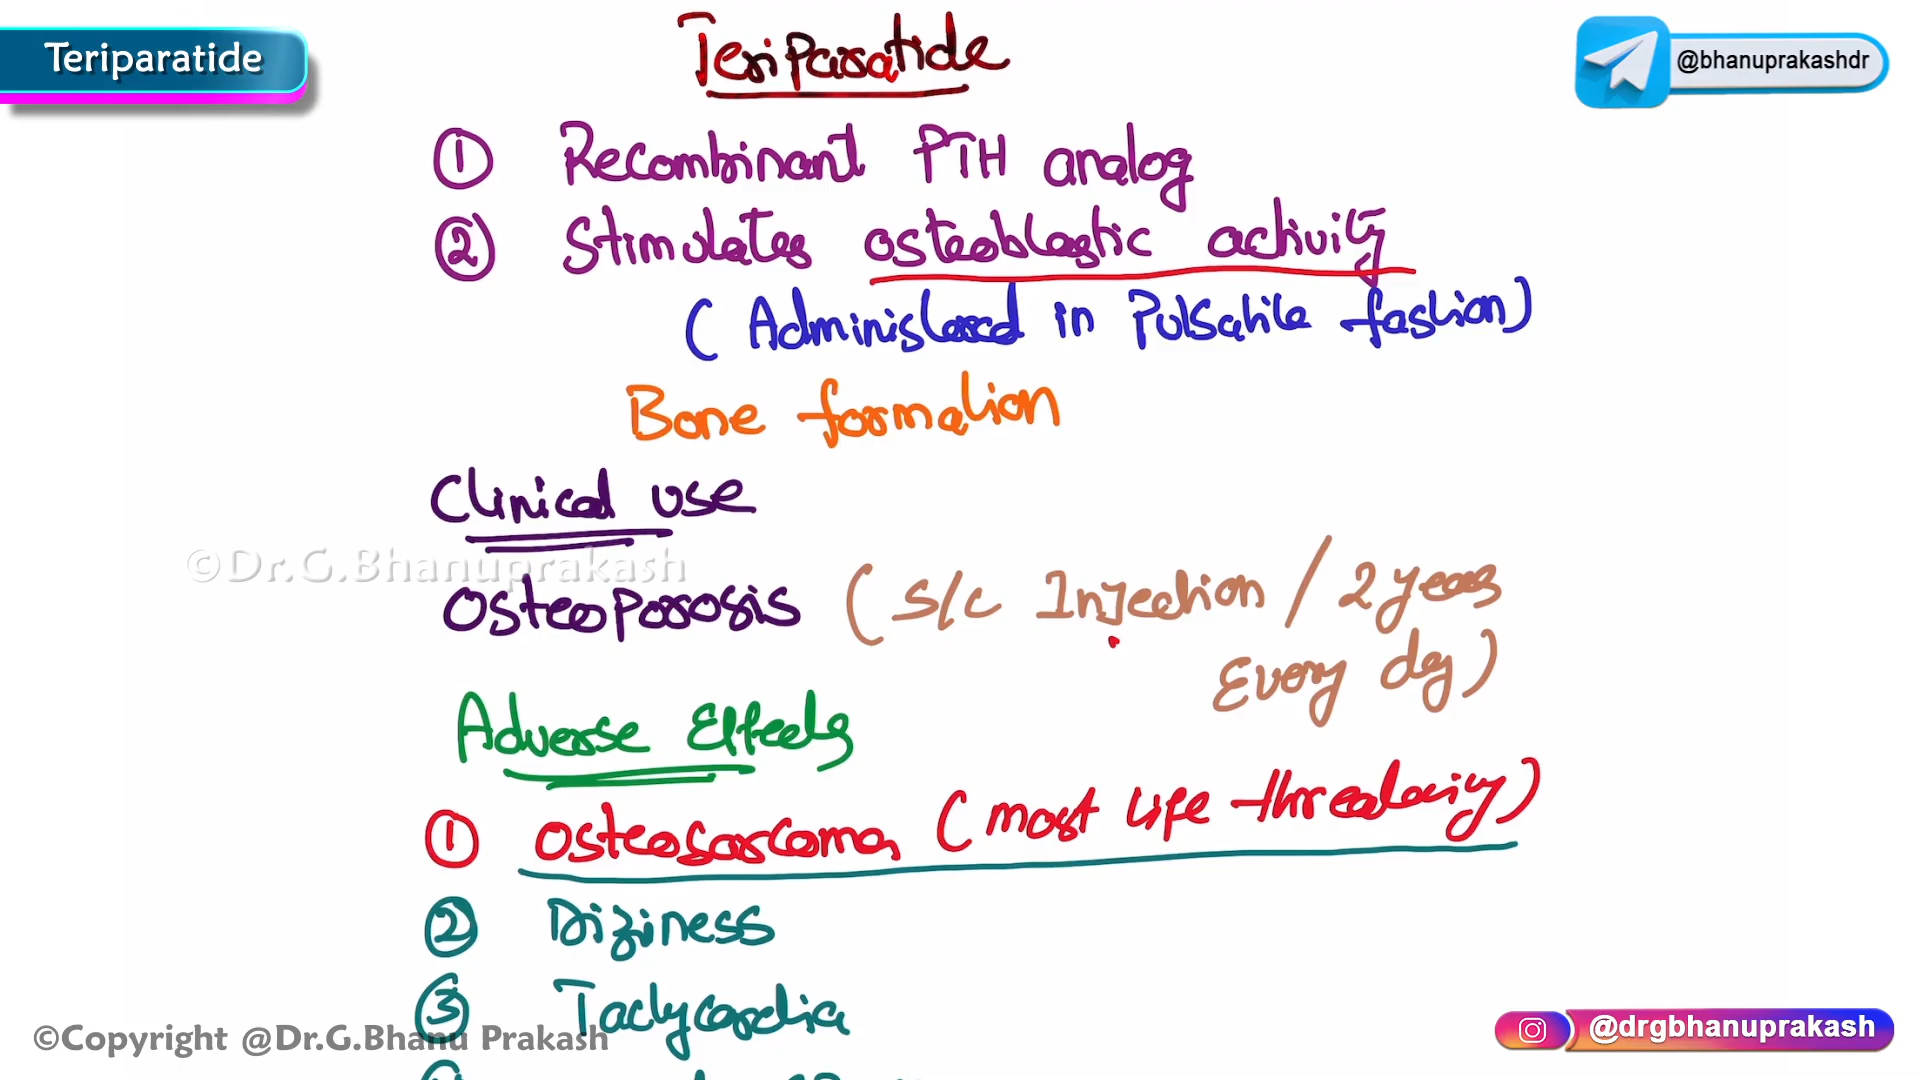 Teriparatide
Teriparatide
@bhanuprakashdr
① Recombinant PTH analog
② Stimulates osteoblastic activity
(Administered in Pulsatile fashion)
Bone formation
Clinical use
©Dr.G.Bhanuprakash
Osteoporosis (S/C Injection / 2 years
Every day)
Adverse Effects
① Osteosarcoma (most life threatening)
② Diziness
③ Tachycardia
©Copyright @Dr.G.Bhanu Prakash
@drgbhanuprakash